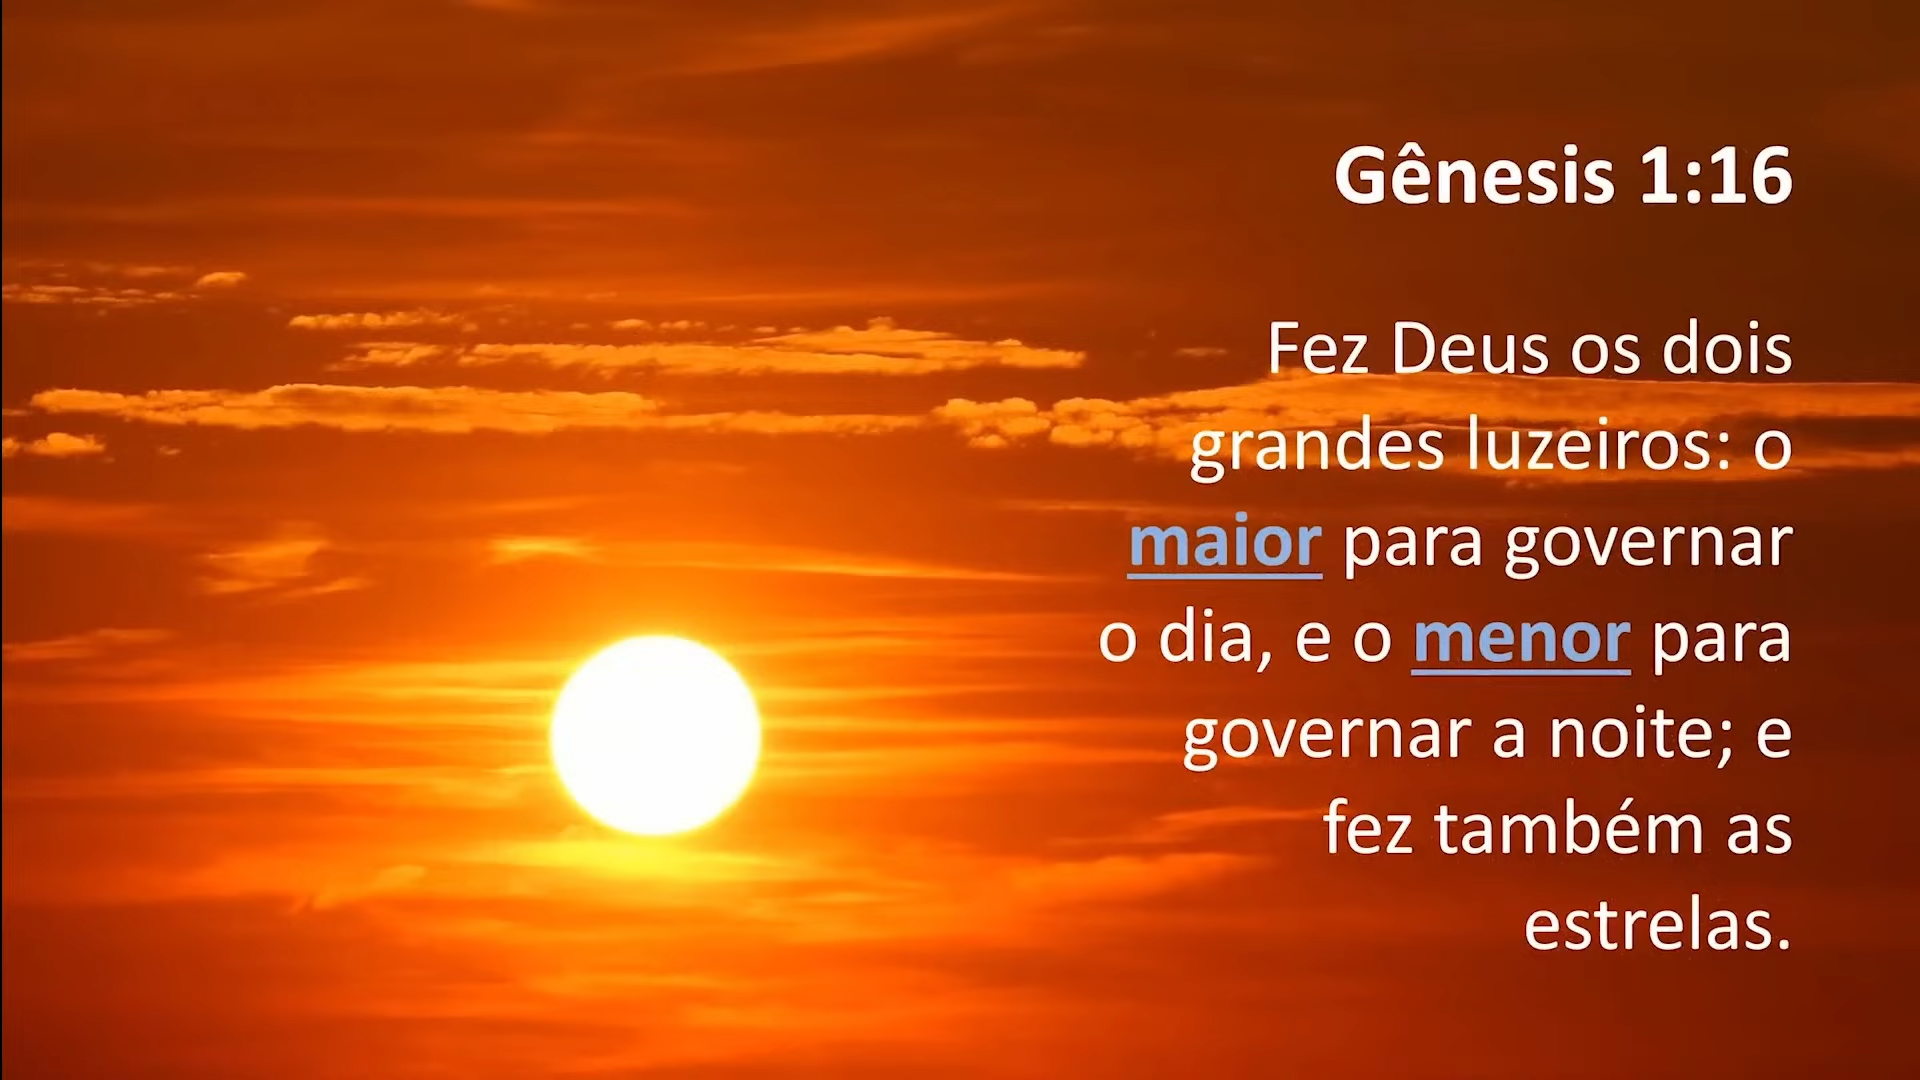 Gênesis 1:16
Fez Deus os dois
grandes luzeiros: o
maior para governar
o dia, e o menor para
governar a noite; e
fez também as
estrelas.